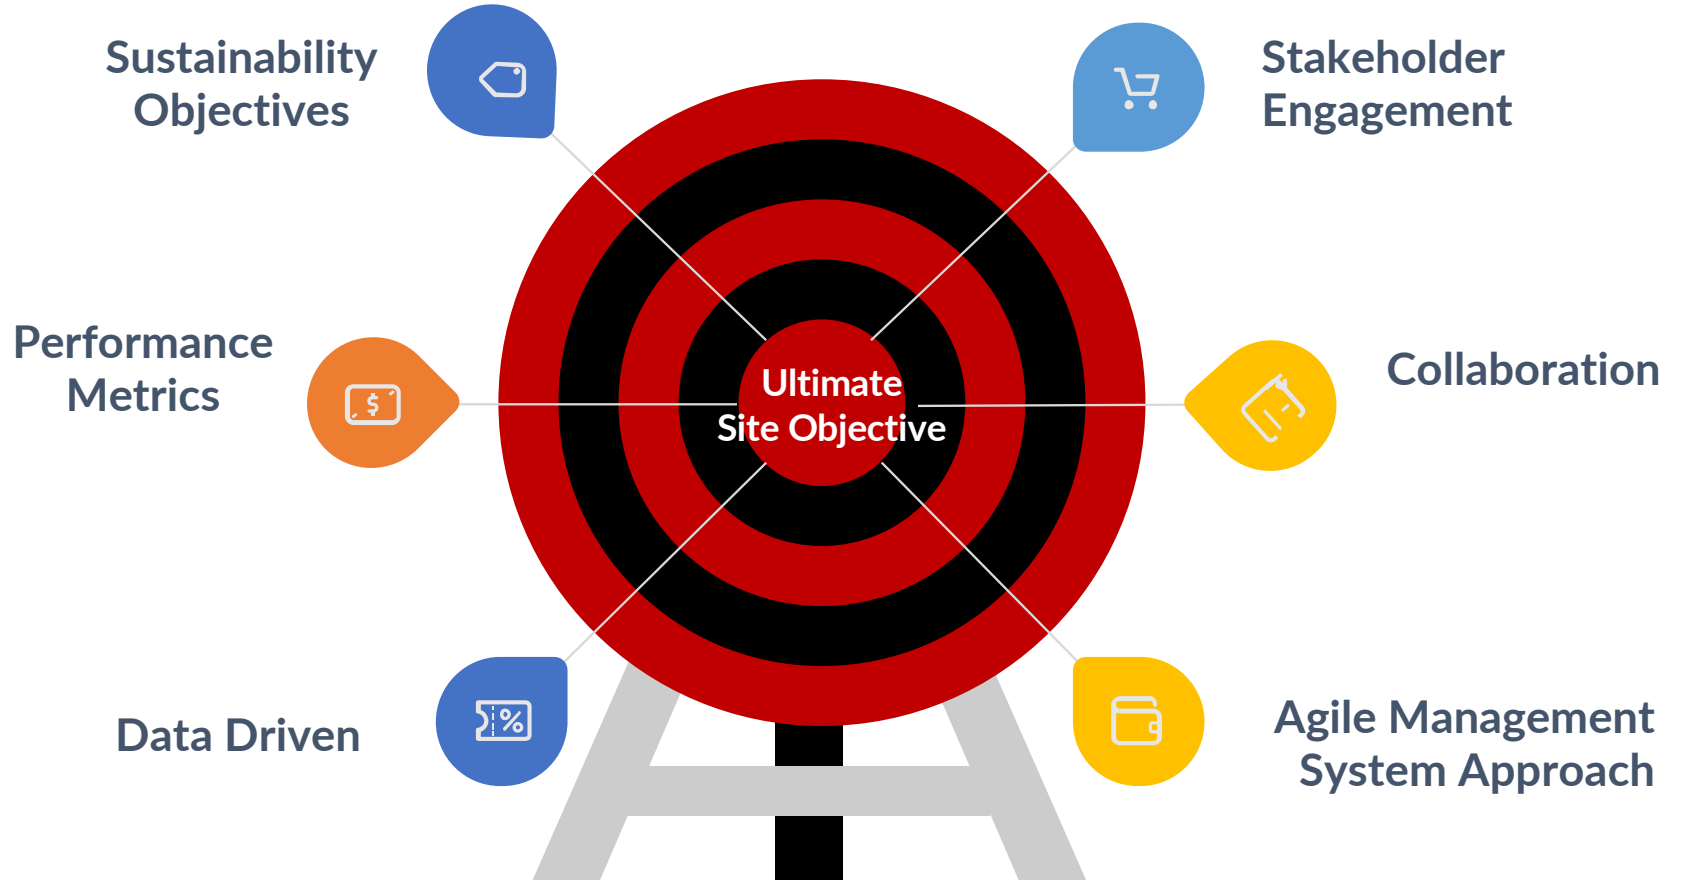 Sustainability
Objectives
Stakeholder
Engagement
Performance
Metrics
Ultimate
Site Objective
Collaboration
Data Driven
Agile Management
System Approach
$
%